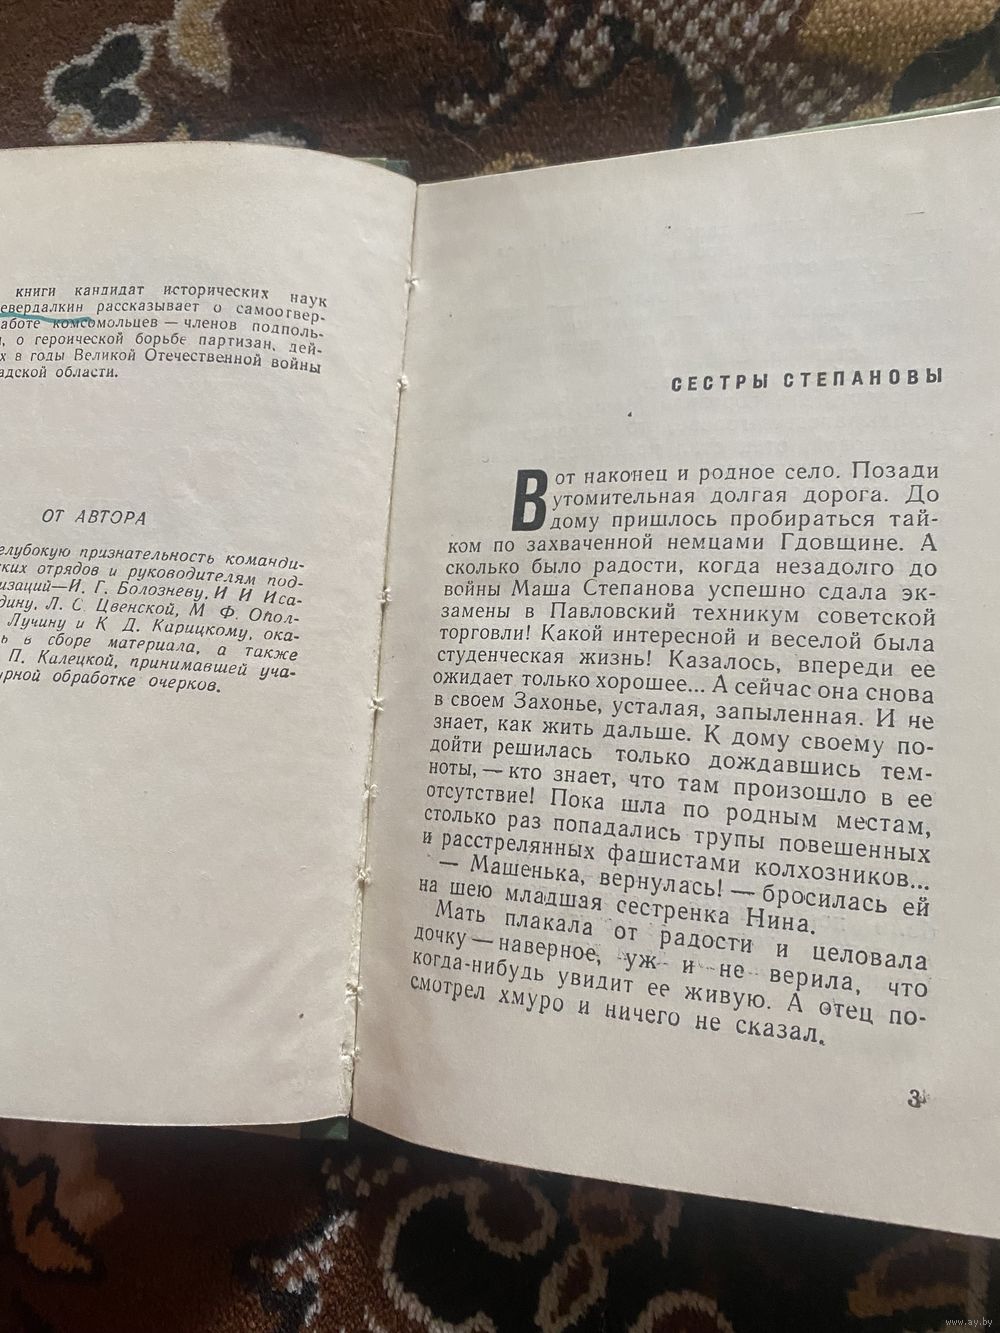 книги кандидат исторических наук
евердалкин рассказывает о самоотвер-
аботе комсомольцев — членов подполь-
, о героической борьбе партизан, дей-
х в годы Великой Отечественной войны
адской области.
ОТ АВТОРА
глубокую признательность команди-
ских отрядов и руководителям под-
изаций—И. Г. Болозневу, И И Иса-
дину, Л. С. Цвенской, М Ф. Опол-
Лучину и К Д. Карицкому, ока-
ь в сборе материала, а также
П. Калецкой, принимавшей уча-
урной обработке очерков.
СЕСТРЫ СТЕПАНОВЫ
Вот наконец и родное село. Позади
утомительная долгая дорога. До
дому пришлось пробираться тай-
ком по захваченной немцами Гдовщине. А
сколько было радости, когда незадолго до
войны Маша Степанова успешно сдала эк-
замены в Павловский техникум советской
торговли! Какой интересной и веселой была
студенческая жизнь! Казалось, впереди ее
ожидает только хорошее... А сейчас она снова
в своем Захонье, усталая, запыленная. И не
знает, как жить дальше. К дому своему по-
дойти решилась только дождавшись тем-
ноты, — кто знает, что там произошло в ее
отсутствие! Пока шла по родным местам,
столько раз попадались трупы повешенных
и расстрелянных фашистами колхозников...
— Машенька, вернулась! — бросилась ей
на шею младшая сестренка Нина.
Мать плакала от радости и целовала
дочку — наверное, уж и не верила, что
когда-нибудь увидит ее живую. А отец по-
смотрел хмуро и ничего не сказал.
3
www.ay.by